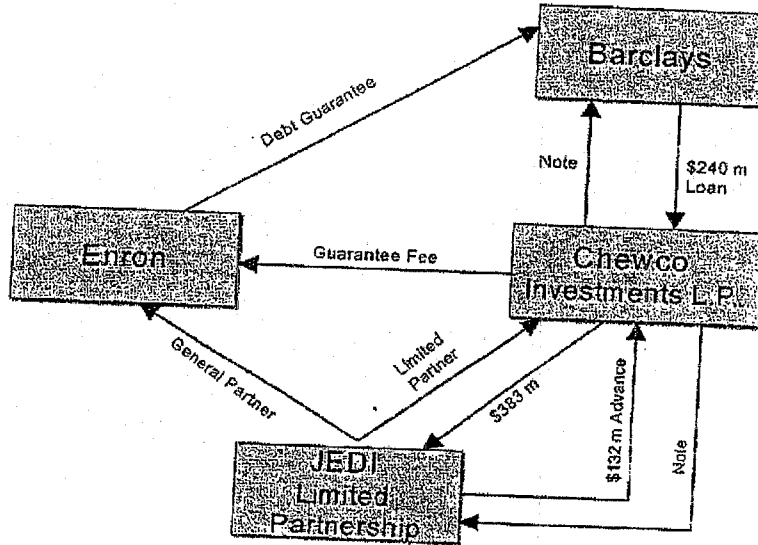 Barclays
Debt Guarantee
Note
$240 m
Loan
Enron
Guarantee Fee
Chewco
Investments L.P.
General Partner
Limited
Partner
$383 m
$132 m Advance
Note
JEDI
Limited
Partnership